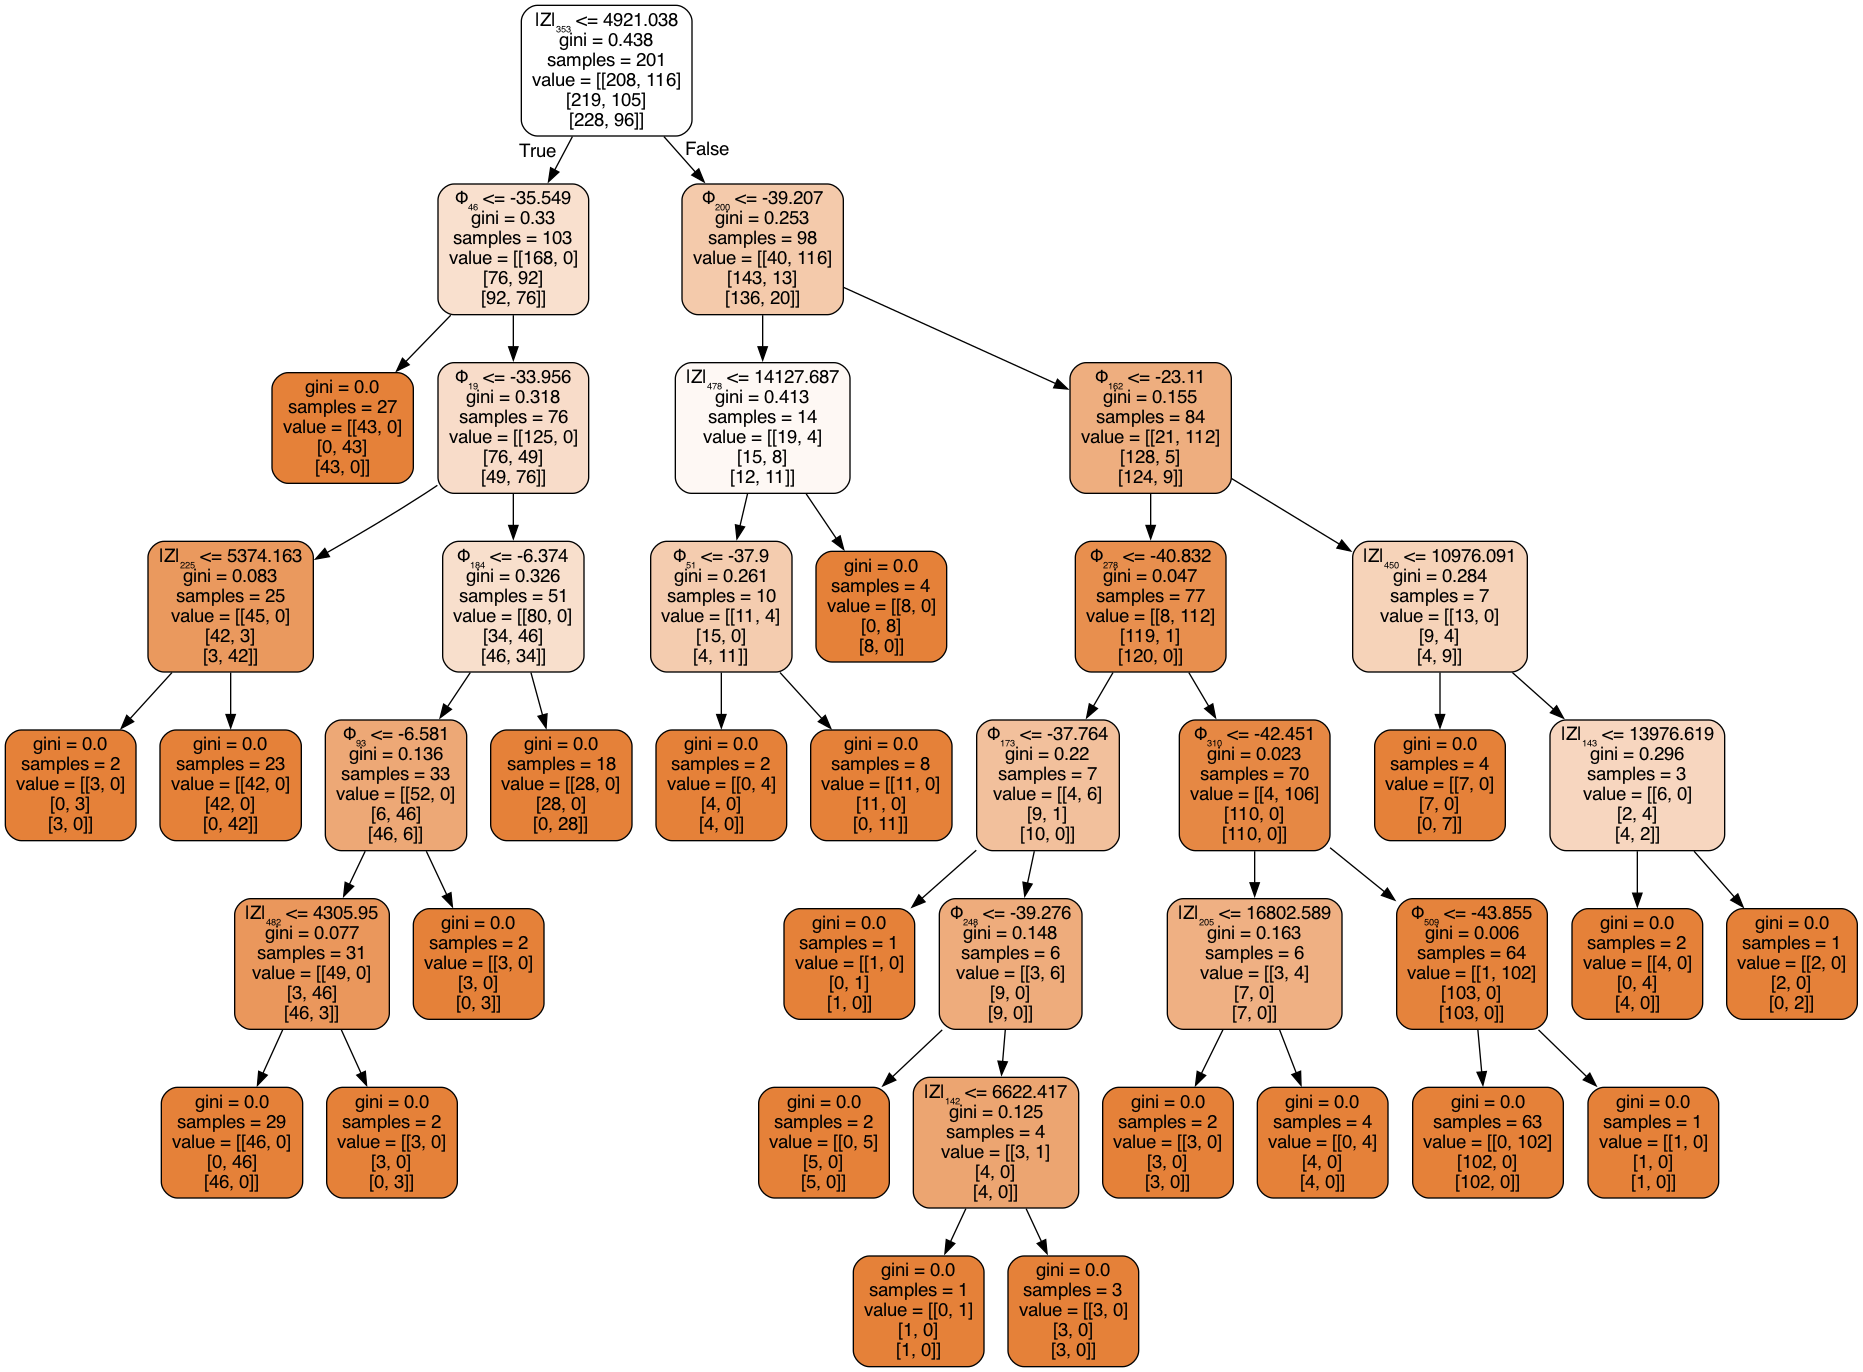 |Z|₃₅₃ <= 4921.038
gini = 0.438
samples = 201
value = [[208, 116]
[219, 105]
[228, 96]]
True
False
Φ₄₆ <= -35.549
gini = 0.33
samples = 103
value = [[168, 0]
[76, 92]
[92, 76]]
Φ₂₀₀ <= -39.207
gini = 0.253
samples = 98
value = [[40, 116]
[143, 13]
[136, 20]]
gini = 0.0
samples = 27
value = [[43, 0]
[0, 43]
[43, 0]]
Φ₁₉ <= -33.956
gini = 0.318
samples = 76
value = [[125, 0]
[76, 49]
[49, 76]]
|Z|₄₇₈ <= 14127.687
gini = 0.413
samples = 14
value = [[19, 4]
[15, 8]
[12, 11]]
Φ₁₆₂ <= -23.11
gini = 0.155
samples = 84
value = [[21, 112]
[128, 5]
[124, 9]]
|Z|₂₂₅ <= 5374.163
gini = 0.083
samples = 25
value = [[45, 0]
[42, 3]
[3, 42]]
Φ₁₈₄ <= -6.374
gini = 0.326
samples = 51
value = [[80, 0]
[34, 46]
[46, 34]]
Φ₅₁ <= -37.9
gini = 0.261
samples = 10
value = [[11, 4]
[15, 0]
[4, 11]]
gini = 0.0
samples = 4
value = [[8, 0]
[0, 8]
[8, 0]]
Φ₂₇₈ <= -40.832
gini = 0.047
samples = 77
value = [[8, 112]
[119, 1]
[120, 0]]
|Z|₄₅₀ <= 10976.091
gini = 0.284
samples = 7
value = [[13, 0]
[9, 4]
[4, 9]]
gini = 0.0
samples = 2
value = [[3, 0]
[0, 3]
[3, 0]]
gini = 0.0
samples = 23
value = [[42, 0]
[42, 0]
[0, 42]]
Φ₉₃ <= -6.581
gini = 0.136
samples = 33
value = [[52, 0]
[6, 46]
[46, 6]]
gini = 0.0
samples = 18
value = [[28, 0]
[28, 0]
[0, 28]]
gini = 0.0
samples = 2
value = [[0, 4]
[4, 0]
[4, 0]]
gini = 0.0
samples = 8
value = [[11, 0]
[11, 0]
[0, 11]]
Φ₁₇₃ <= -37.764
gini = 0.22
samples = 7
value = [[4, 6]
[9, 1]
[10, 0]]
Φ₃₁₀ <= -42.451
gini = 0.023
samples = 70
value = [[4, 106]
[110, 0]
[110, 0]]
gini = 0.0
samples = 4
value = [[7, 0]
[7, 0]
[0, 7]]
|Z|₁₄₃ <= 13976.619
gini = 0.296
samples = 3
value = [[6, 0]
[2, 4]
[4, 2]]
|Z|₄₈₂ <= 4305.95
gini = 0.077
samples = 31
value = [[49, 0]
[3, 46]
[46, 3]]
gini = 0.0
samples = 2
value = [[3, 0]
[3, 0]
[0, 3]]
gini = 0.0
samples = 1
value = [[1, 0]
[0, 1]
[1, 0]]
Φ₂₄₈ <= -39.276
gini = 0.148
samples = 6
value = [[3, 6]
[9, 0]
[9, 0]]
|Z|₂₀₅ <= 16802.589
gini = 0.163
samples = 6
value = [[3, 4]
[7, 0]
[7, 0]]
Φ₅₀₉ <= -43.855
gini = 0.006
samples = 64
value = [[1, 102]
[103, 0]
[103, 0]]
gini = 0.0
samples = 2
value = [[4, 0]
[0, 4]
[4, 0]]
gini = 0.0
samples = 1
value = [[2, 0]
[2, 0]
[0, 2]]
gini = 0.0
samples = 29
value = [[46, 0]
[0, 46]
[46, 0]]
gini = 0.0
samples = 2
value = [[3, 0]
[3, 0]
[0, 3]]
gini = 0.0
samples = 2
value = [[0, 5]
[5, 0]
[5, 0]]
|Z|₁₄₂ <= 6622.417
gini = 0.125
samples = 4
value = [[3, 1]
[4, 0]
[4, 0]]
gini = 0.0
samples = 2
value = [[3, 0]
[3, 0]
[3, 0]]
gini = 0.0
samples = 4
value = [[0, 4]
[4, 0]
[4, 0]]
gini = 0.0
samples = 63
value = [[0, 102]
[102, 0]
[102, 0]]
gini = 0.0
samples = 1
value = [[1, 0]
[1, 0]
[1, 0]]
gini = 0.0
samples = 1
value = [[0, 1]
[1, 0]
[1, 0]]
gini = 0.0
samples = 3
value = [[3, 0]
[3, 0]
[3, 0]]